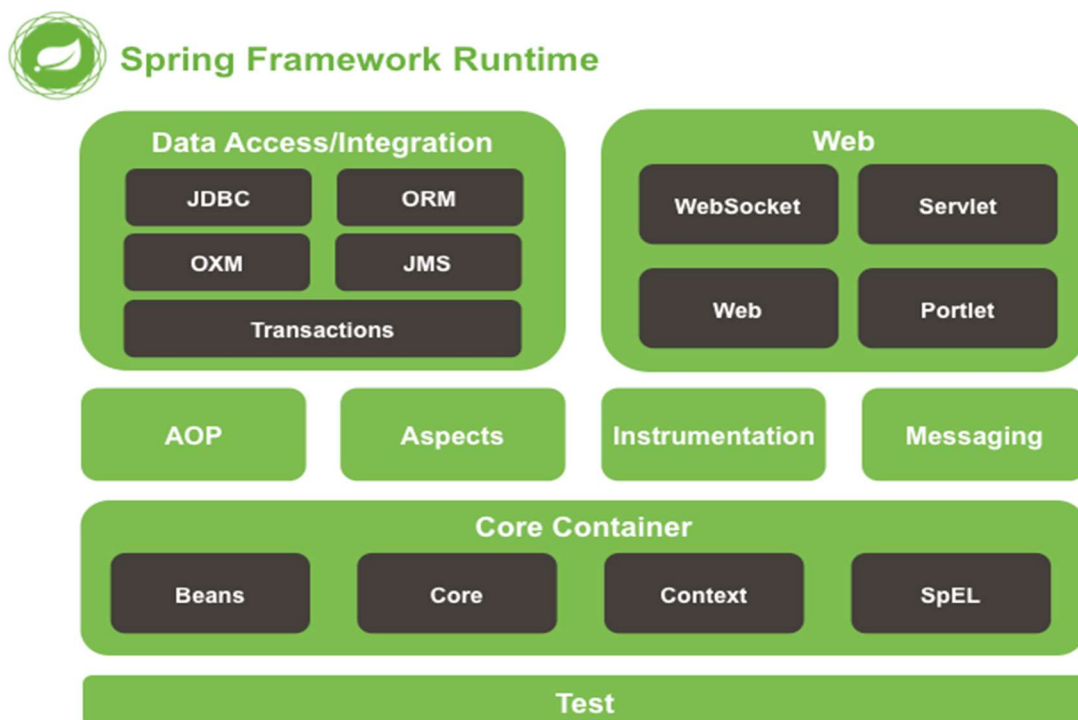 Spring Framework Runtime
Data Access/Integration
Web
JDBC
ORM
WebSocket
Servlet
OXM
JMS
Web
Portlet
Transactions
AOP
Aspects
Instrumentation
Messaging
Core Container
Beans
Core
Context
SpEL
Test